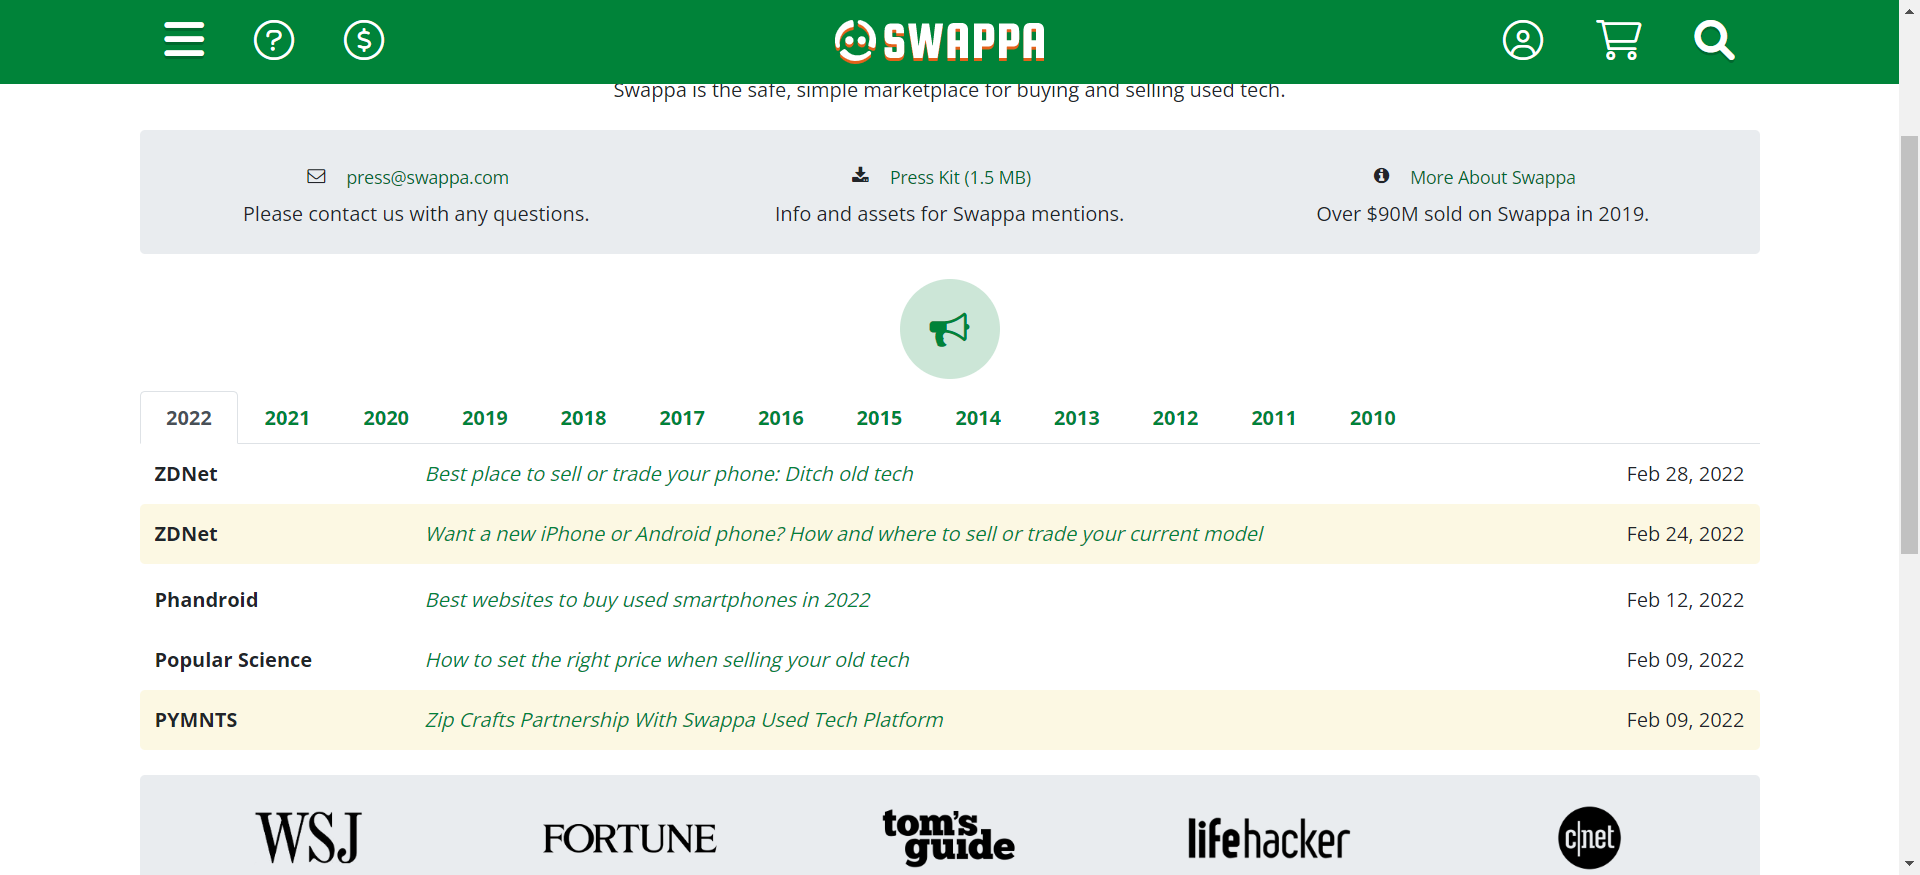 SWAPPA
Swappa is the safe, simple marketplace for buying and selling used tech.
press@swappa.com
Please contact us with any questions.
Press Kit (1.5 MB)
Info and assets for Swappa mentions.
More About Swappa
Over $90M sold on Swappa in 2019.
2022 2021 2020 2019 2018 2017 2016 2015 2014 2013 2012 2011 2010
ZDNet Best place to sell or trade your phone: Ditch old tech Feb 28, 2022
ZDNet Want a new iPhone or Android phone? How and where to sell or trade your current model Feb 24, 2022
Phandroid Best websites to buy used smartphones in 2022 Feb 12, 2022
Popular Science How to set the right price when selling your old tech Feb 09, 2022
PYMNTS Zip Crafts Partnership With Swappa Used Tech Platform Feb 09, 2022
WSJ
FORTUNE
tom's
guide
lifehacker
c|net